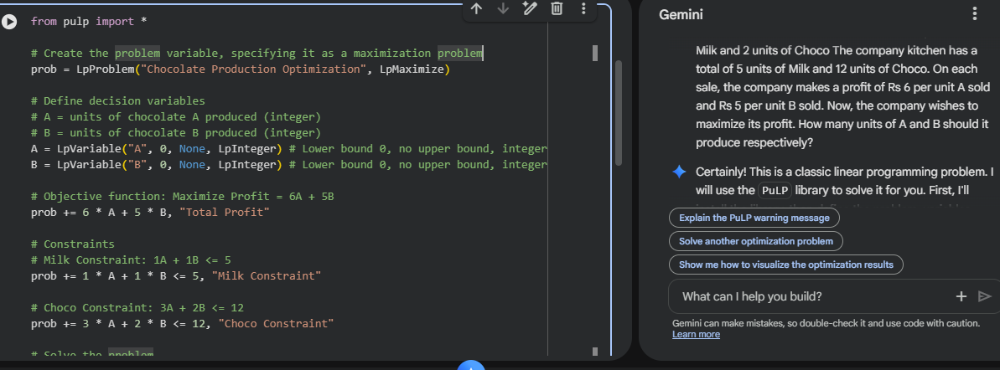 from pulp import *
# Create the problem variable, specifying it as a maximization problem
prob = LpProblem("Chocolate Production Optimization", LpMaximize)
# Define decision variables
# A = units of chocolate A produced (integer)
# B = units of chocolate B produced (integer)
A = LpVariable("A", 0, None, LpInteger) # Lower bound 0, no upper bound, integer
B = LpVariable("B", 0, None, LpInteger) # Lower bound 0, no upper bound, integer
# Objective function: Maximize Profit = 6A + 5B
prob += 6 * A + 5 * B, "Total Profit"
# Constraints
# Milk Constraint: 1A + 1B <= 5
prob += 1 * A + 1 * B <= 5, "Milk Constraint"
# Choco Constraint: 3A + 2B <= 12
prob += 3 * A + 2 * B <= 12, "Choco Constraint"
# Solve the problem
Gemini
Milk and 2 units of Choco The company kitchen has a
total of 5 units of Milk and 12 units of Choco. On each
sale, the company makes a profit of Rs 6 per unit A sold
and Rs 5 per unit B sold. Now, the company wishes to
maximize its profit. How many units of A and B should it
produce respectively?
Certainly! This is a classic linear programming problem. I
will use the PuLP library to solve it for you. First, I'll
Explain the PuLP warning message
Solve another optimization problem
Show me how to visualize the optimization results
What can I help you build?
Gemini can make mistakes, so double-check it and use code with caution.
Learn more